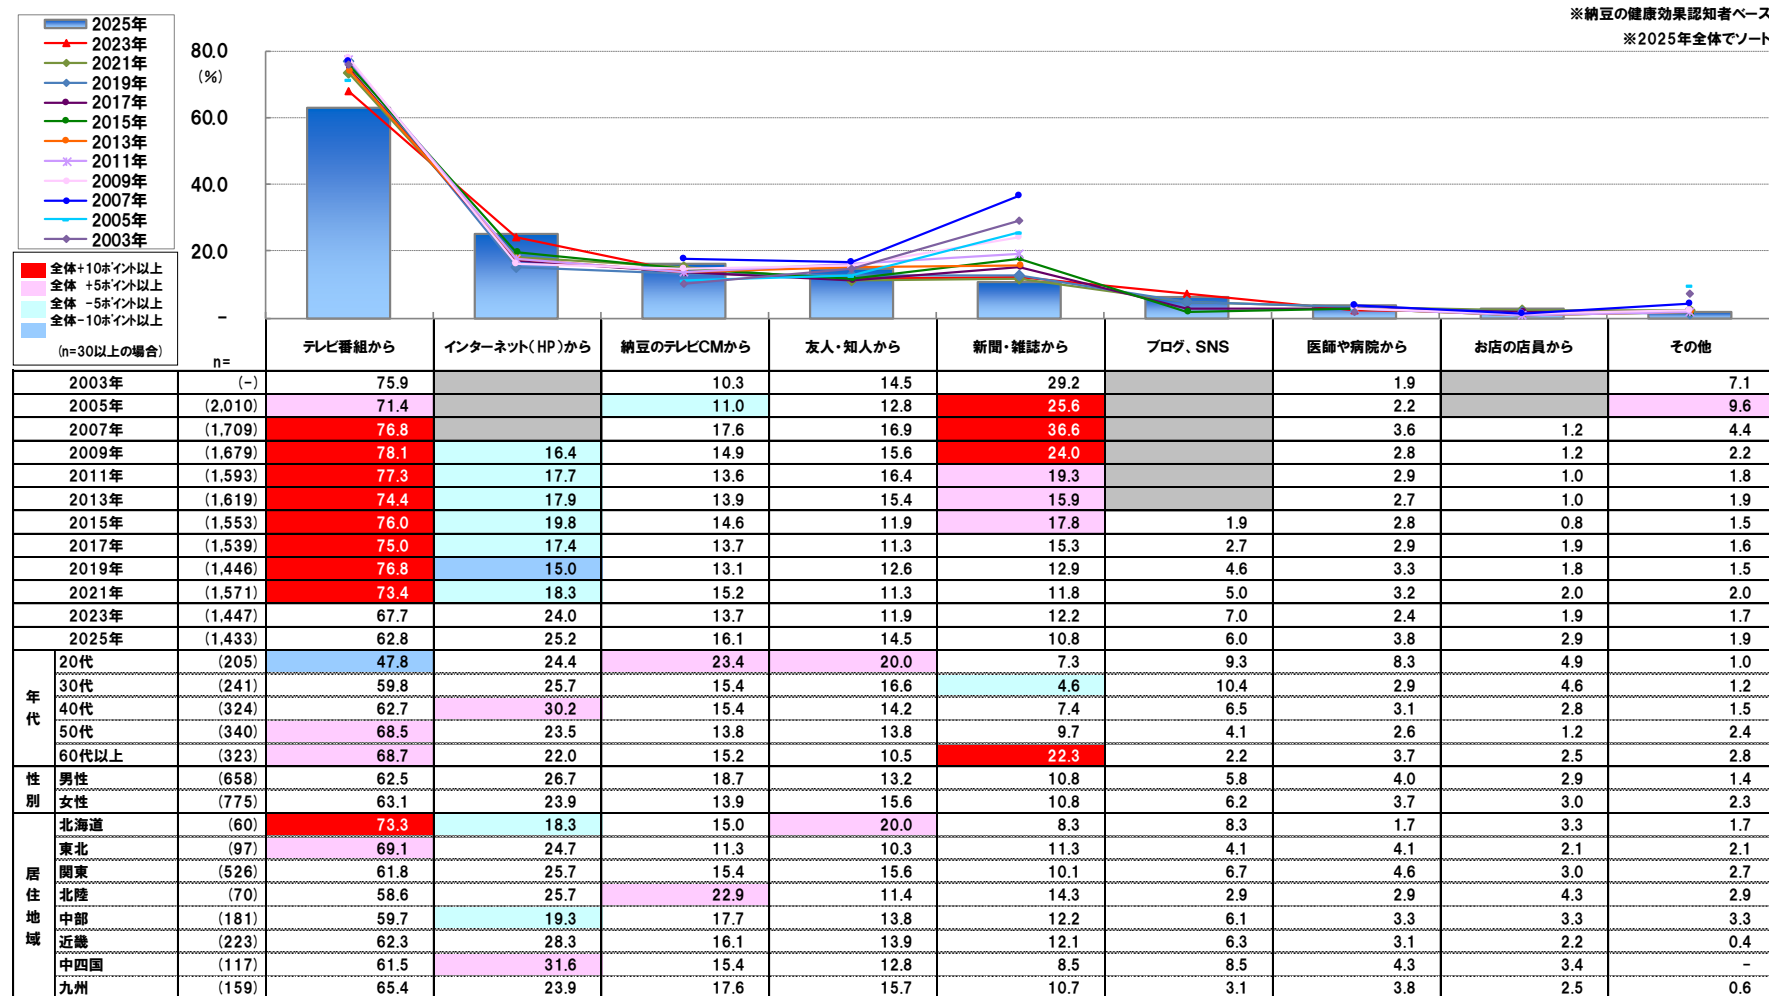 ※納豆の健康効果認知者ベース
※2025年全体でソート
2025年
2023年
2021年
2019年
2017年
2015年
2013年
2011年
2009年
2007年
2005年
2003年
80.0
(%)
60.0
40.0
20.0
-
全体+10ポイント以上
全体 +5ポイント以上
全体 -5ポイント以上
全体-10ポイント以上
(n=30以上の場合)
n= テレビ番組から インターネット(HP)から 納豆のテレビCMから 友人・知人から 新聞・雑誌から ブログ、SNS 医師や病院から お店の店員から その他
2003年 (-) 75.9 10.3 14.5 29.2 1.9 7.1
2005年 (2,010) 71.4 11.0 12.8 25.6 2.2 9.6
2007年 (1,709) 76.8 17.6 16.9 36.6 3.6 1.2 4.4
2009年 (1,679) 78.1 16.4 14.9 15.6 24.0 2.8 1.2 2.2
2011年 (1,593) 77.3 17.7 13.6 16.4 19.3 2.9 1.0 1.8
2013年 (1,619) 74.4 17.9 13.9 15.4 15.9 2.7 1.0 1.9
2015年 (1,553) 76.0 19.8 14.6 11.9 17.8 1.9 2.8 0.8 1.5
2017年 (1,539) 75.0 17.4 13.7 11.3 15.3 2.7 2.9 1.9 1.6
2019年 (1,446) 76.8 15.0 13.1 12.6 12.9 4.6 3.3 1.8 1.5
2021年 (1,571) 73.4 18.3 15.2 11.3 11.8 5.0 3.2 2.0 2.0
2023年 (1,447) 67.7 24.0 13.7 11.9 12.2 7.0 2.4 1.9 1.7
2025年 (1,433) 62.8 25.2 16.1 14.5 10.8 6.0 3.8 2.9 1.9
年代
20代 (205) 47.8 24.4 23.4 20.0 7.3 9.3 8.3 4.9 1.0
30代 (241) 59.8 25.7 15.4 16.6 4.6 10.4 2.9 4.6 1.2
40代 (324) 62.7 30.2 15.4 14.2 7.4 6.5 3.1 2.8 1.5
50代 (340) 68.5 23.5 13.8 13.8 9.7 4.1 2.6 1.2 2.4
60代以上 (323) 68.7 22.0 15.2 10.5 22.3 2.2 3.7 2.5 2.8
性別
男性 (658) 62.5 26.7 18.7 13.2 10.8 5.8 4.0 2.9 1.4
女性 (775) 63.1 23.9 13.9 15.6 10.8 6.2 3.7 3.0 2.3
居住地域
北海道 (60) 73.3 18.3 15.0 20.0 8.3 8.3 1.7 3.3 1.7
東北 (97) 69.1 24.7 11.3 10.3 11.3 4.1 4.1 2.1 2.1
関東 (526) 61.8 25.7 15.4 15.6 10.1 6.7 4.6 3.0 2.7
北陸 (70) 58.6 25.7 22.9 11.4 14.3 2.9 2.9 4.3 2.9
中部 (181) 59.7 19.3 17.7 13.8 12.2 6.1 3.3 3.3 3.3
近畿 (223) 62.3 28.3 16.1 13.9 12.1 6.3 3.1 2.2 0.4
中四国 (117) 61.5 31.6 15.4 12.8 8.5 8.5 4.3 3.4 -
九州 (159) 65.4 23.9 17.6 15.7 10.7 3.1 3.8 2.5 0.6